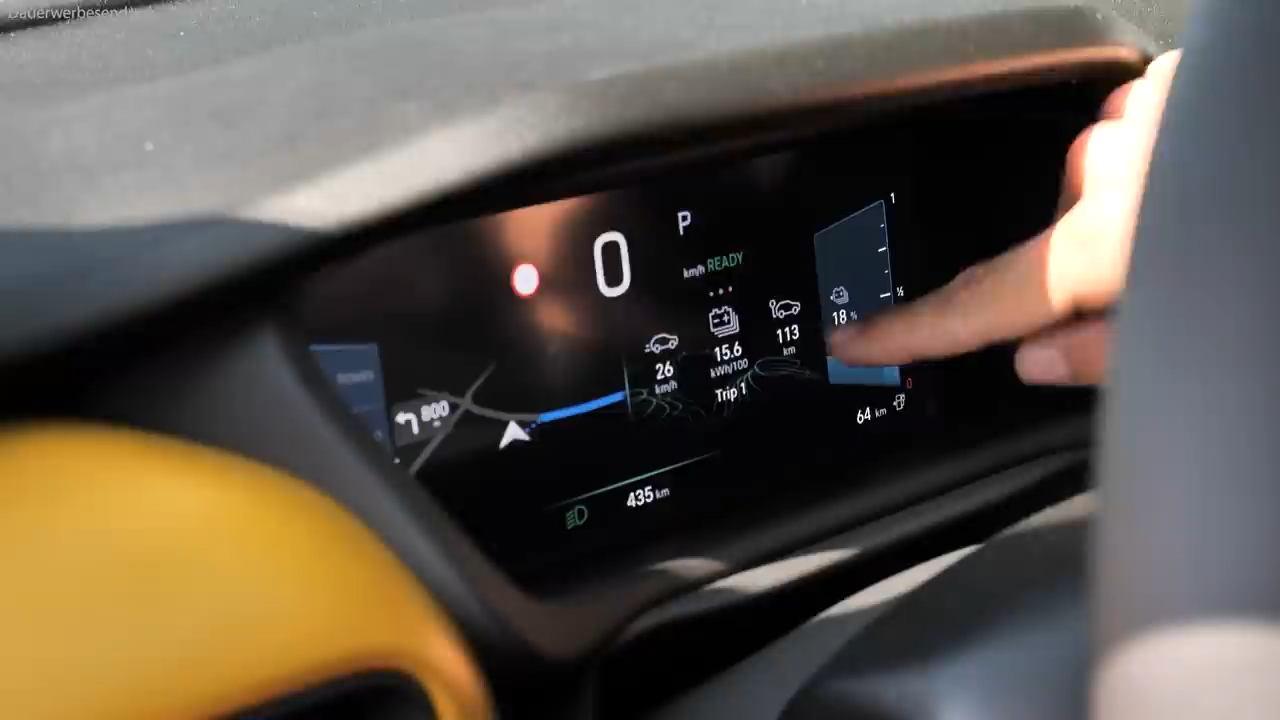 Dauerwerbesend
0
P
km/h READY
26
km/h
15.6
kWh/100
Trip 1
113
km
1
½
18 %
0
64 km
800
435 km